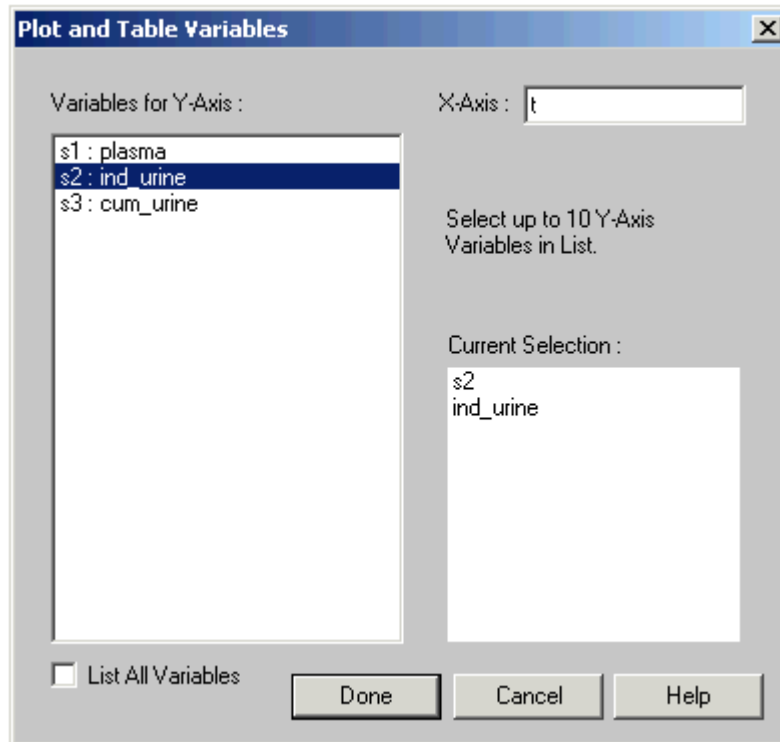 Plot and Table Variables
Variables for Y-Axis :
X-Axis : t
s1 : plasma
s2 : ind_urine
s3 : cum_urine
Select up to 10 Y-Axis
Variables in List.
Current Selection :
s2
ind_urine
List All Variables
Done
Cancel
Help